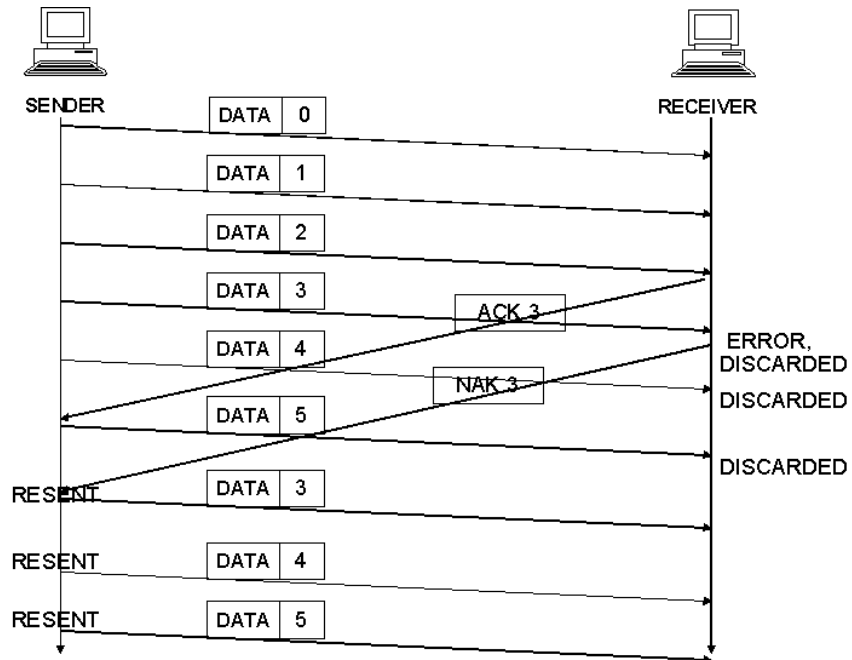 SENDER
RECEIVER
DATA 0
DATA 1
DATA 2
DATA 3
ACK 3
ERROR,
DISCARDED
DATA 4
NAK 3
DISCARDED
DATA 5
DISCARDED
RESENT
DATA 3
RESENT
DATA 4
RESENT
DATA 5